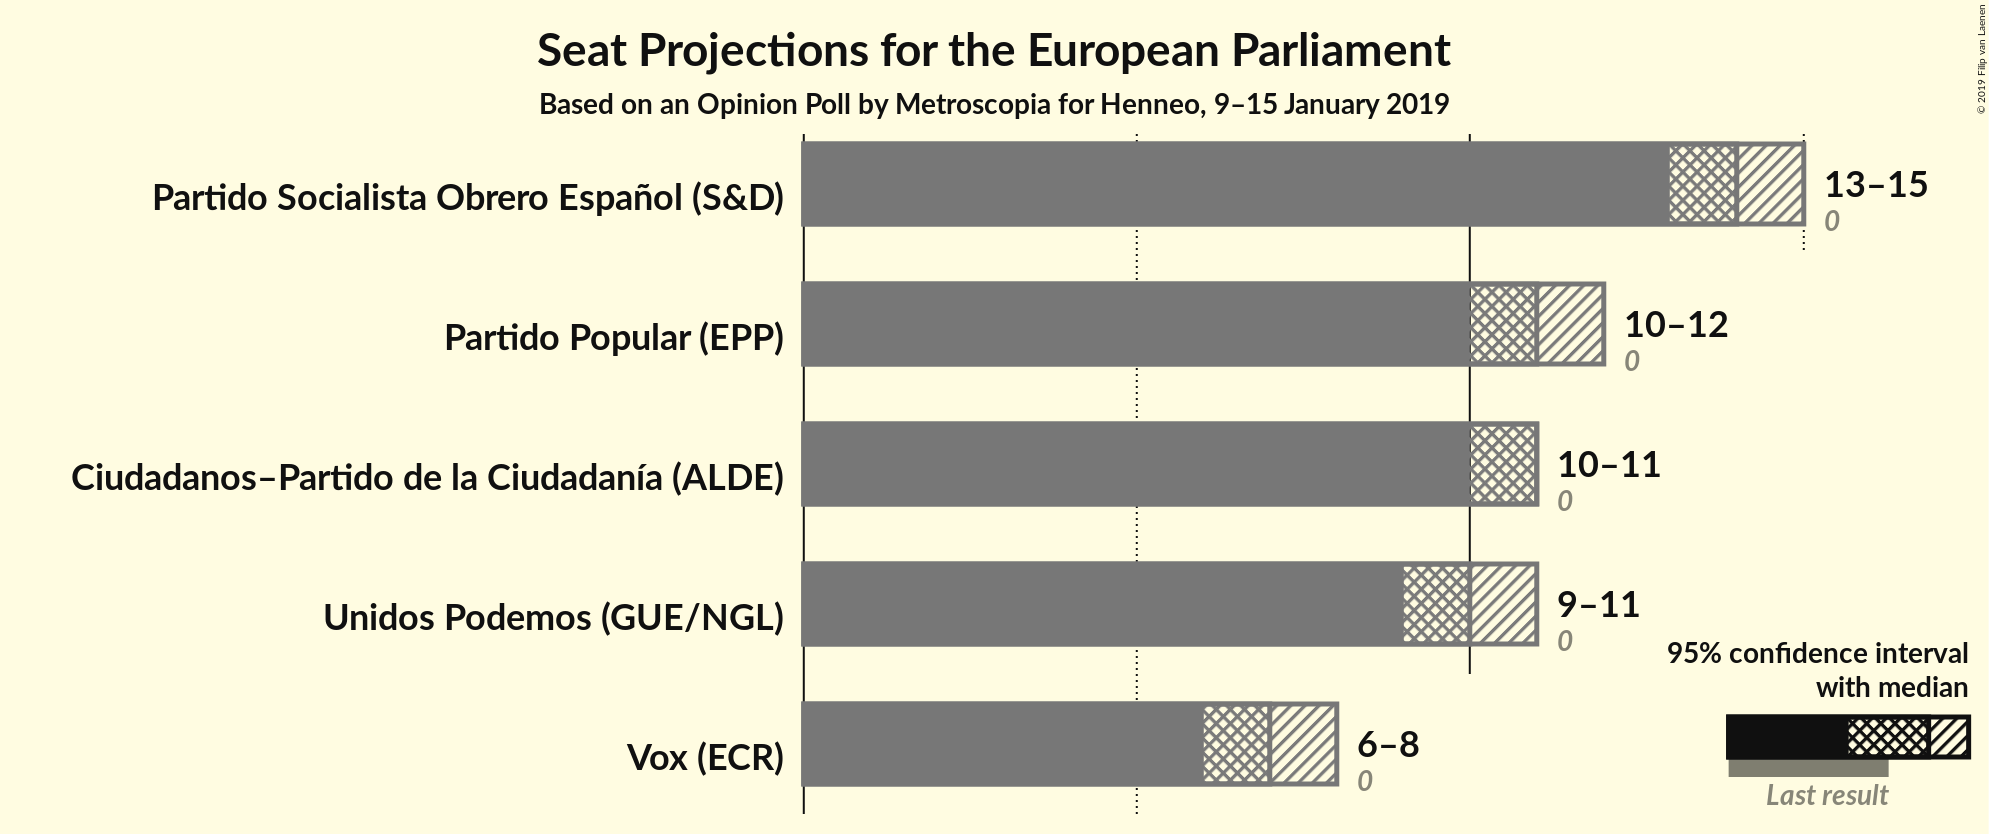 Seat Projections for the European Parliament
Based on an Opinion Poll by Metroscopia for Henneo, 9–15 January 2019
© 2019 Filip van Laenen
Partido Socialista Obrero Español (S&D)
13–15
0
Partido Popular (EPP)
10–12
0
Ciudadanos–Partido de la Ciudadanía (ALDE)
10–11
0
Unidos Podemos (GUE/NGL)
9–11
0
Vox (ECR)
6–8
0
95% confidence interval
with median
Last result